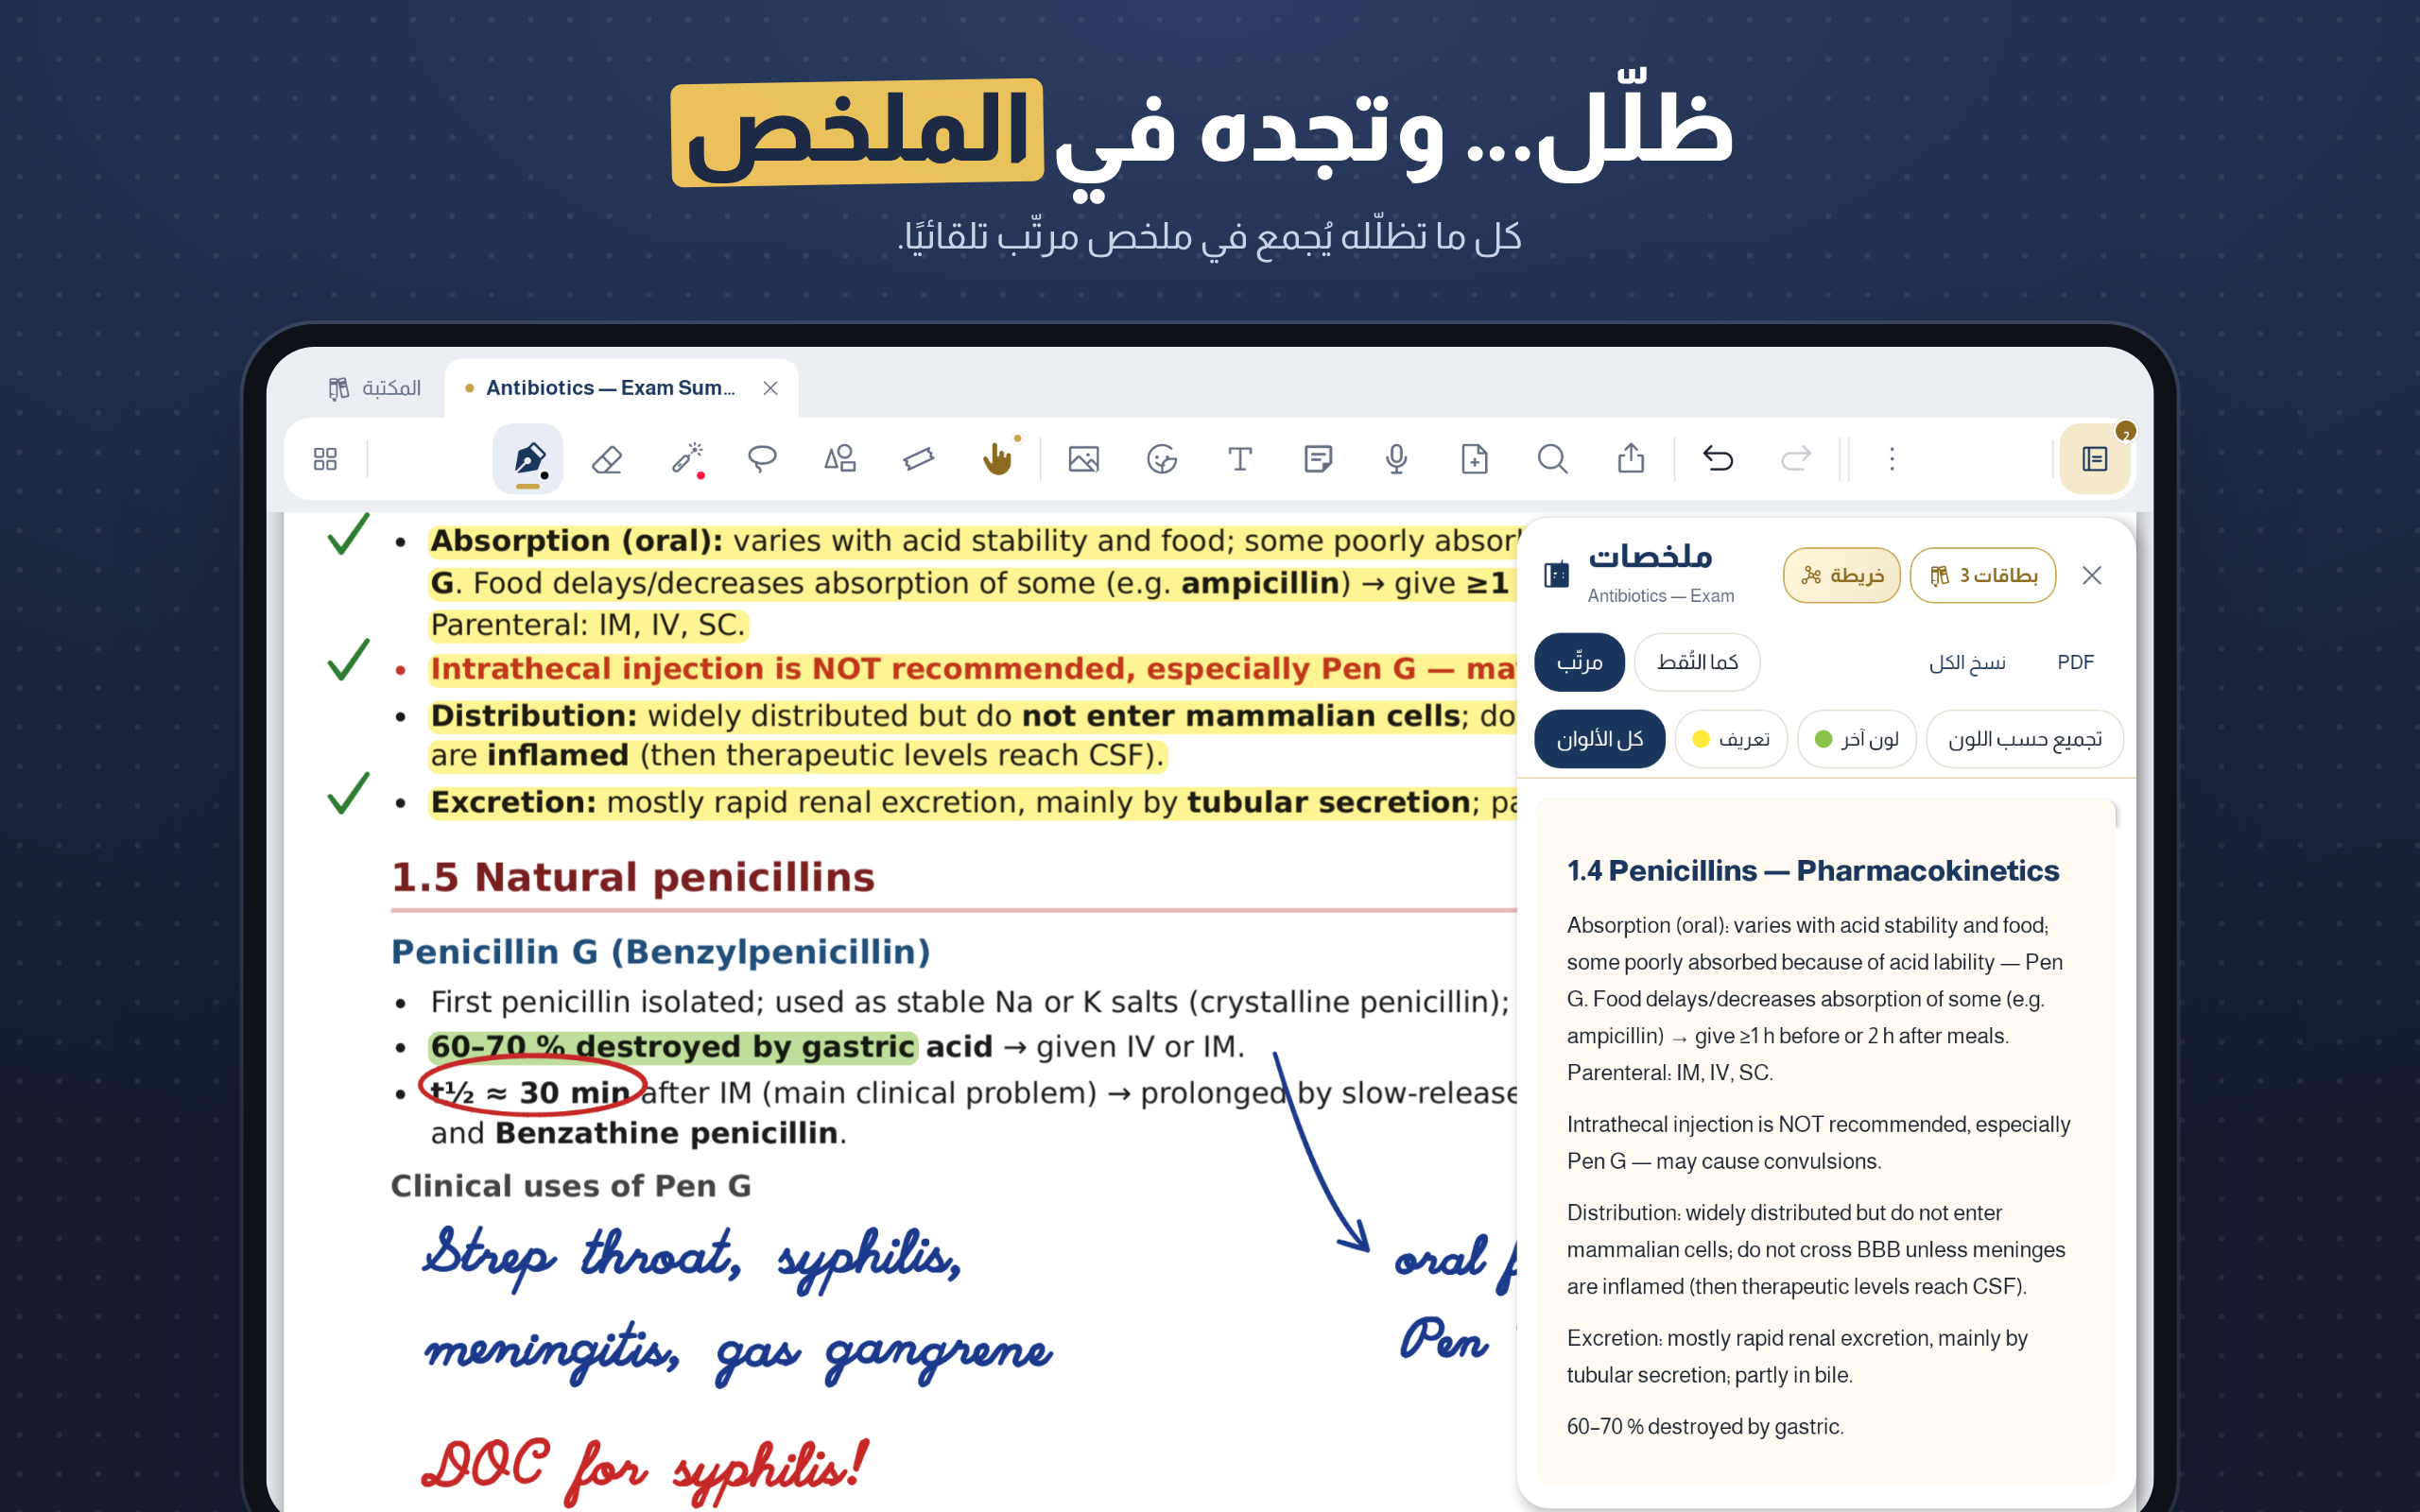 ظلّل... وتجده في الملخص
كل ما تظلّله يُجمع في ملخص مرتّب تلقائيًا.
المكتبة
Antibiotics — Exam Sum...
2
Absorption (oral): varies with acid stability and food; some poorly
G. Food delays/decreases absorption of some (e.g. ampicillin) → give ≥1
Parenteral: IM, IV, SC.
Intrathecal injection is NOT recommended, especially Pen G —
Distribution: widely distributed but do not enter mammalian cells; do
are inflamed (then therapeutic levels reach CSF).
Excretion: mostly rapid renal excretion, mainly by tubular secretion;
1.5 Natural penicillins
Penicillin G (Benzylpenicillin)
First penicillin isolated; used as stable Na or K salts (crystalline penicillin);
60–70 % destroyed by gastric acid → given IV or IM.
t½ ≈ 30 min after IM (main clinical problem) → prolonged by slow-release
and Benzathine penicillin.
Clinical uses of Pen G
Strep throat, syphilis,
meningitis, gas gangrene
DOC for syphilis!
oral
Pen
ملخصات
Antibiotics — Exam
خريطة
بطاقات 3
مرتّب
كما التُقط
نسخ الكل
PDF
كل الألوان
تعريف
لون آخر
تجميع حسب اللون
1.4 Penicillins — Pharmacokinetics
Absorption (oral): varies with acid stability and food;
some poorly absorbed because of acid lability — Pen
G. Food delays/decreases absorption of some (e.g.
ampicillin) → give ≥1 h before or 2 h after meals.
Parenteral: IM, IV, SC.
Intrathecal injection is NOT recommended, especially
Pen G — may cause convulsions.
Distribution: widely distributed but do not enter
mammalian cells; do not cross BBB unless meninges
are inflamed (then therapeutic levels reach CSF).
Excretion: mostly rapid renal excretion, mainly by
tubular secretion; partly in bile.
60–70 % destroyed by gastric.